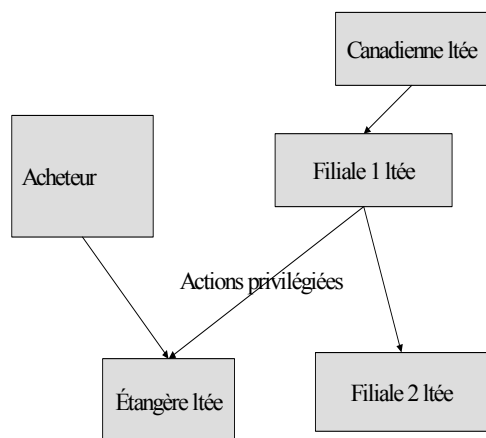 Canadienne ltée
Acheteur
Filiale 1 ltée
Actions privilégiées
Étangère ltée
Filiale 2 ltée